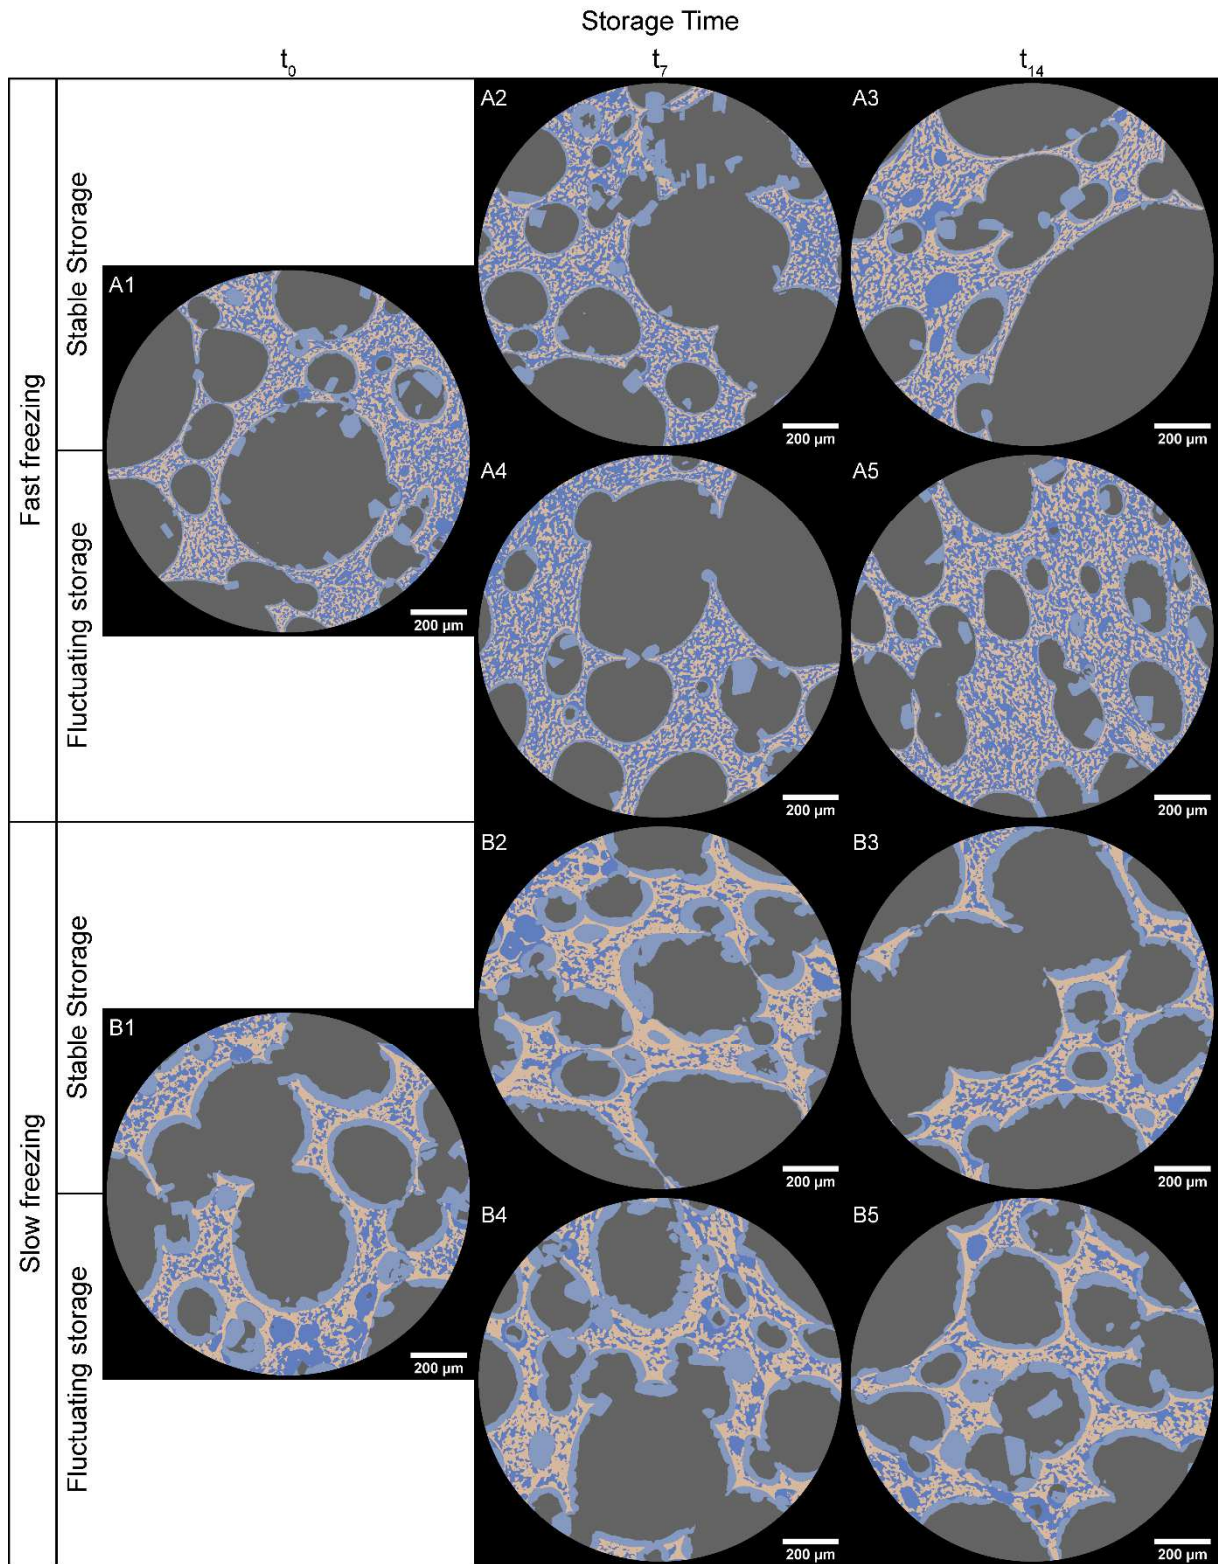 Storage Time
t0
t7
t14
Fast freezing
Stable Strorage
Fluctuating storage
A1
200 µm
A2
200 µm
A3
200 µm
A4
200 µm
A5
200 µm
Slow freezing
Stable Strorage
Fluctuating storage
B1
200 µm
B2
200 µm
B3
200 µm
B4
200 µm
B5
200 µm